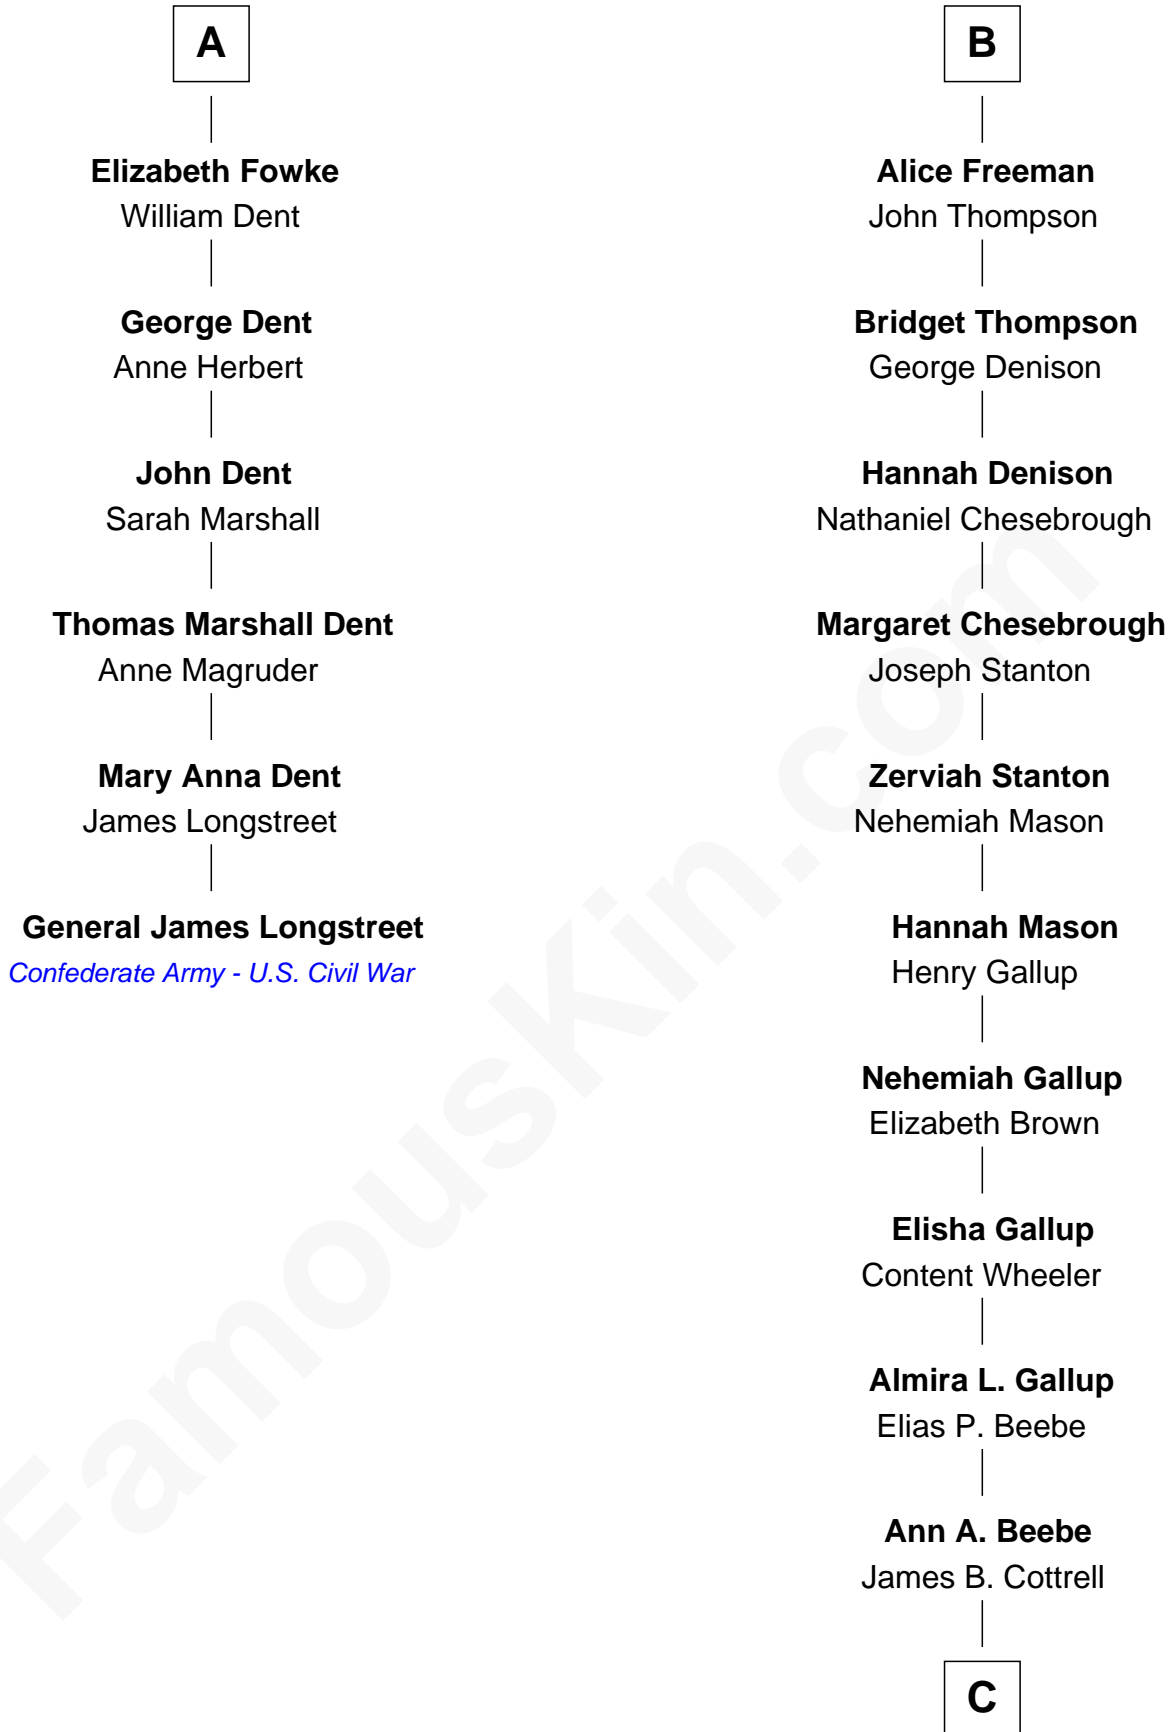 A
Elizabeth Fowke
William Dent
George Dent
Anne Herbert
John Dent
Sarah Marshall
Thomas Marshall Dent
Anne Magruder
Mary Anna Dent
James Longstreet
General James Longstreet
Confederate Army - U.S. Civil War
B
Alice Freeman
John Thompson
Bridget Thompson
George Denison
Hannah Denison
Nathaniel Chesebrough
Margaret Chesebrough
Joseph Stanton
Zerviah Stanton
Nehemiah Mason
Hannah Mason
Henry Gallup
Nehemiah Gallup
Elizabeth Brown
Elisha Gallup
Content Wheeler
Almira L. Gallup
Elias P. Beebe
Ann A. Beebe
James B. Cottrell
C
FamousKin.com